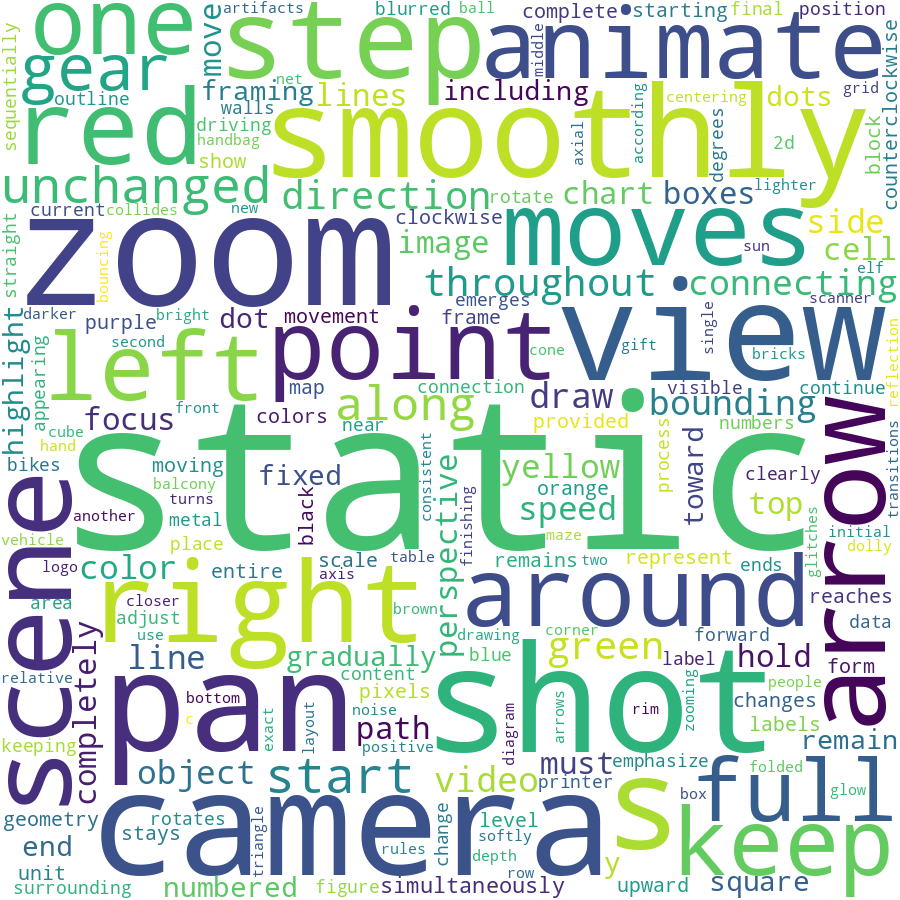 artifacts blurred ball complete starting final position
one step animate
sequentially move middle
gear net grid counterclockwise
outline framing lines including centering dots
walls
red driving smoothly axial according degrees 2d block
handbag
show
unchanged direction rotate chart boxes lighter
current collides new clockwise side
straight bouncing zoom image moves sun cell elf
throughout connecting
darker bright emerges single scanner
purple dot movement frame view
highlight appearing second left point cone gift bricks reflection
map connection visible continue
cube front along draw bounding
focus colors near provided numbers
hand static
bikes moving fixed consistent yellow process toward clearly transitions
balcony black orange speed top
another turns perspective finishing initial
vehicle metal place maze arrow glitches dolly
scene logo color entire scale table remains two represent ends
axis around
area closer right brown reaches
adjust use drawing corner forward data
completely line gradually blue green label hold form
relative content zooming people
bottom pan pixels shot rim changes
c exact layout noise path arrows labels
keeping positive diagram remain
object start video must emphasize full
printer folded
geometry rotates camera s box glow
triangle change level keep
end stays rules softly
unit depth y square
surrounding numbered figure simultaneously row upward